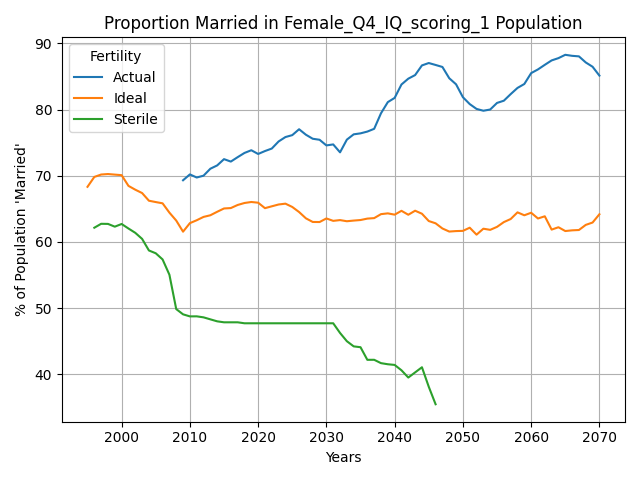 Proportion Married in Female_Q4_IQ_scoring_1 Population
% of Population 'Married'
90
80
70
60
50
40
Fertility
Actual
Ideal
Sterile
2000
2010
2020
2030
2040
2050
2060
2070
Years